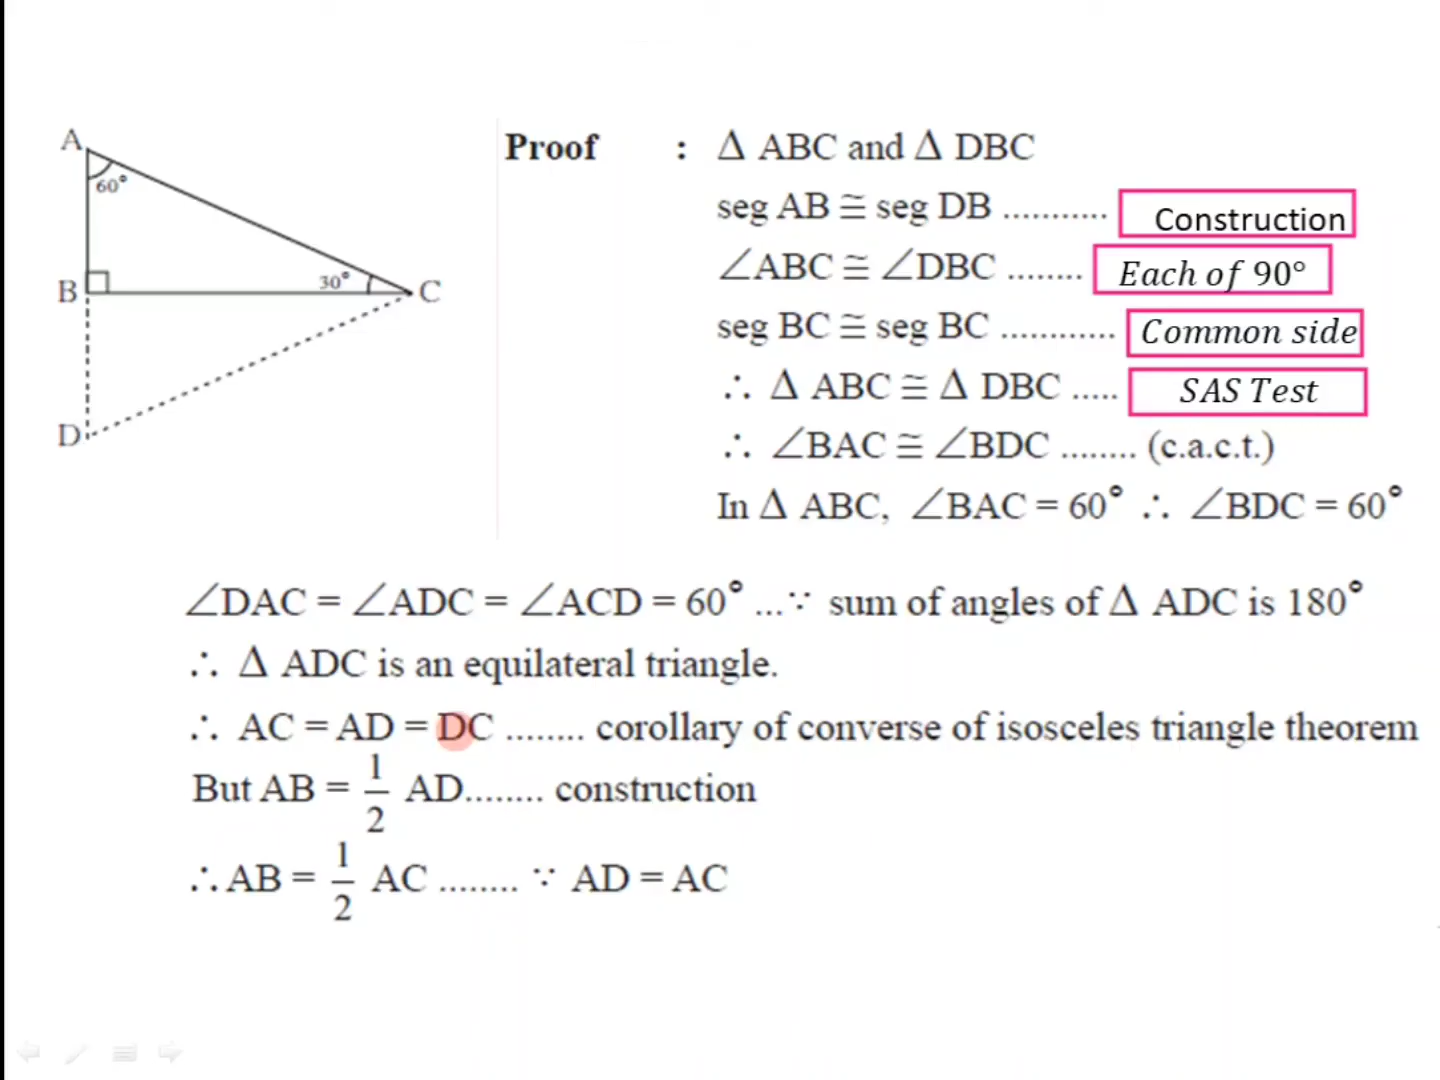 A
60°
B
30°
C
D
Proof : Δ ABC and Δ DBC
seg AB ≅ seg DB ........... Construction
∠ABC ≅ ∠DBC ........ Each of 90°
seg BC ≅ seg BC ............ Common side
∴ Δ ABC ≅ Δ DBC ..... SAS Test
∴ ∠BAC ≅ ∠BDC ........ (c.a.c.t.)
In Δ ABC, ∠BAC = 60° ∴ ∠BDC = 60°
∠DAC = ∠ADC = ∠ACD = 60° ...∵ sum of angles of Δ ADC is 180°
∴ Δ ADC is an equilateral triangle.
∴ AC = AD = DC ........ corollary of converse of isosceles triangle theorem
But AB = 1/2 AD........ construction
∴ AB = 1/2 AC ........ ∵ AD = AC